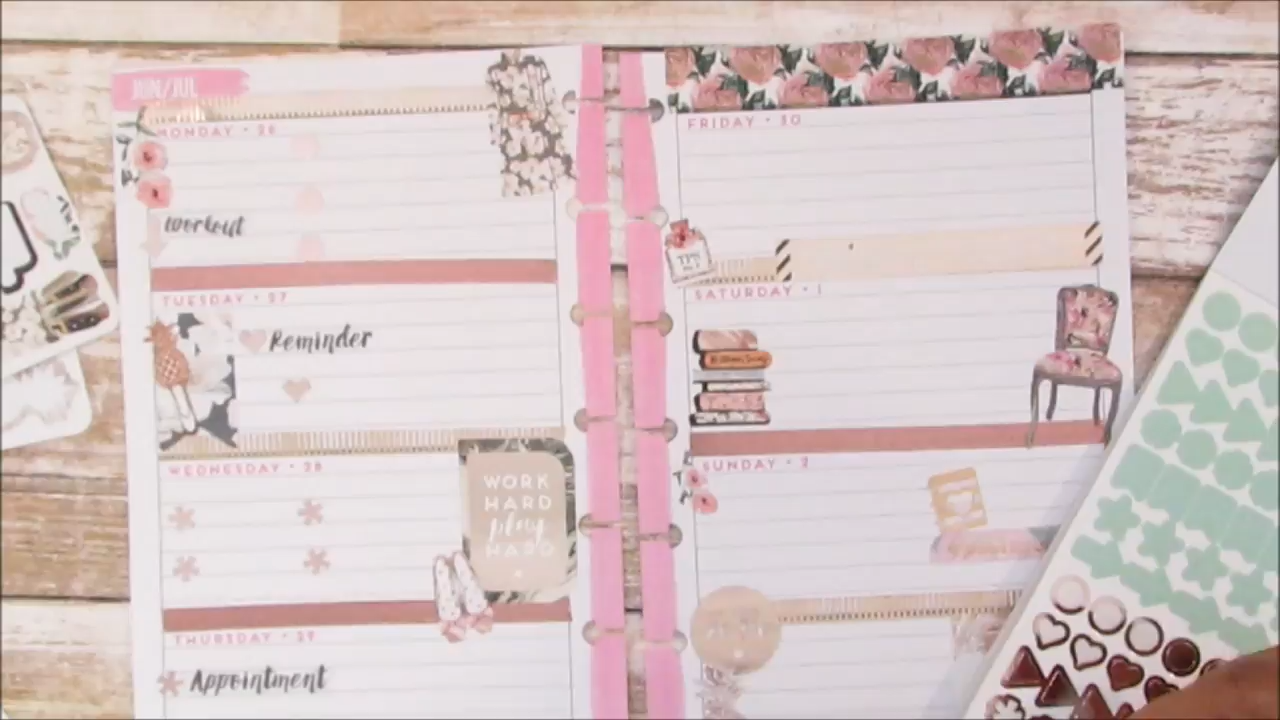 JUN/JUL
MONDAY • 26
Workout
TUESDAY • 27
Reminder
WEDNESDAY • 28
WORK
HARD
play
HARD
THURSDAY • 29
Appointment
FRIDAY • 30
SATURDAY • 1
SUNDAY • 2